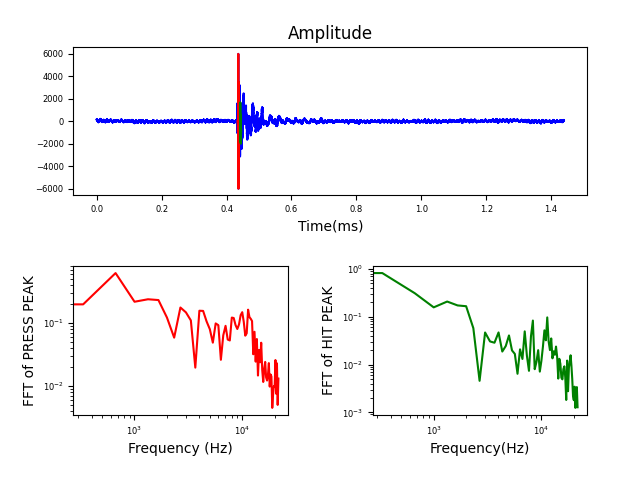 Amplitude
6000
4000
2000
0
−2000
−4000
−6000
0.0 0.2 0.4 0.6 0.8 1.0 1.2 1.4
Time(ms)
FFT of PRESS PEAK
10⁻¹
10⁻²
10³ 10⁴
Frequency (Hz)
FFT of HIT PEAK
10⁰
10⁻¹
10⁻²
10⁻³
10³ 10⁴
Frequency(Hz)